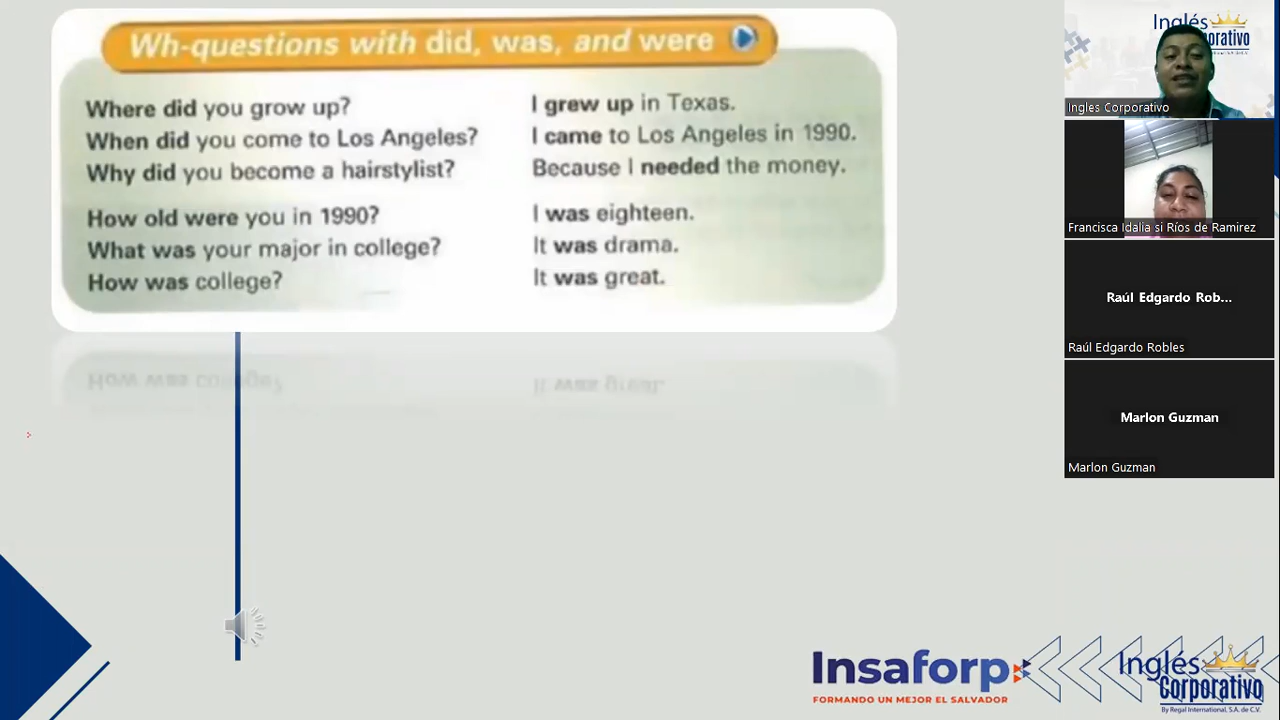 Wh-questions with did, was, and were
Where did you grow up? I grew up in Texas.
When did you come to Los Angeles? I came to Los Angeles in 1990.
Why did you become a hairstylist? Because I needed the money.
How old were you in 1990? I was eighteen.
What was your major in college? It was drama.
How was college? It was great.
Inglés
Corporativo
Ingles Corporativo
Francisca Idalia si Ríos de Ramirez
Raúl Edgardo Rob...
Raúl Edgardo Robles
Marlon Guzman
Marlon Guzman
Insaforp
FORMANDO UN MEJOR EL SALVADOR
Inglés
Corporativo
By Regal International, S.A. de C.V.